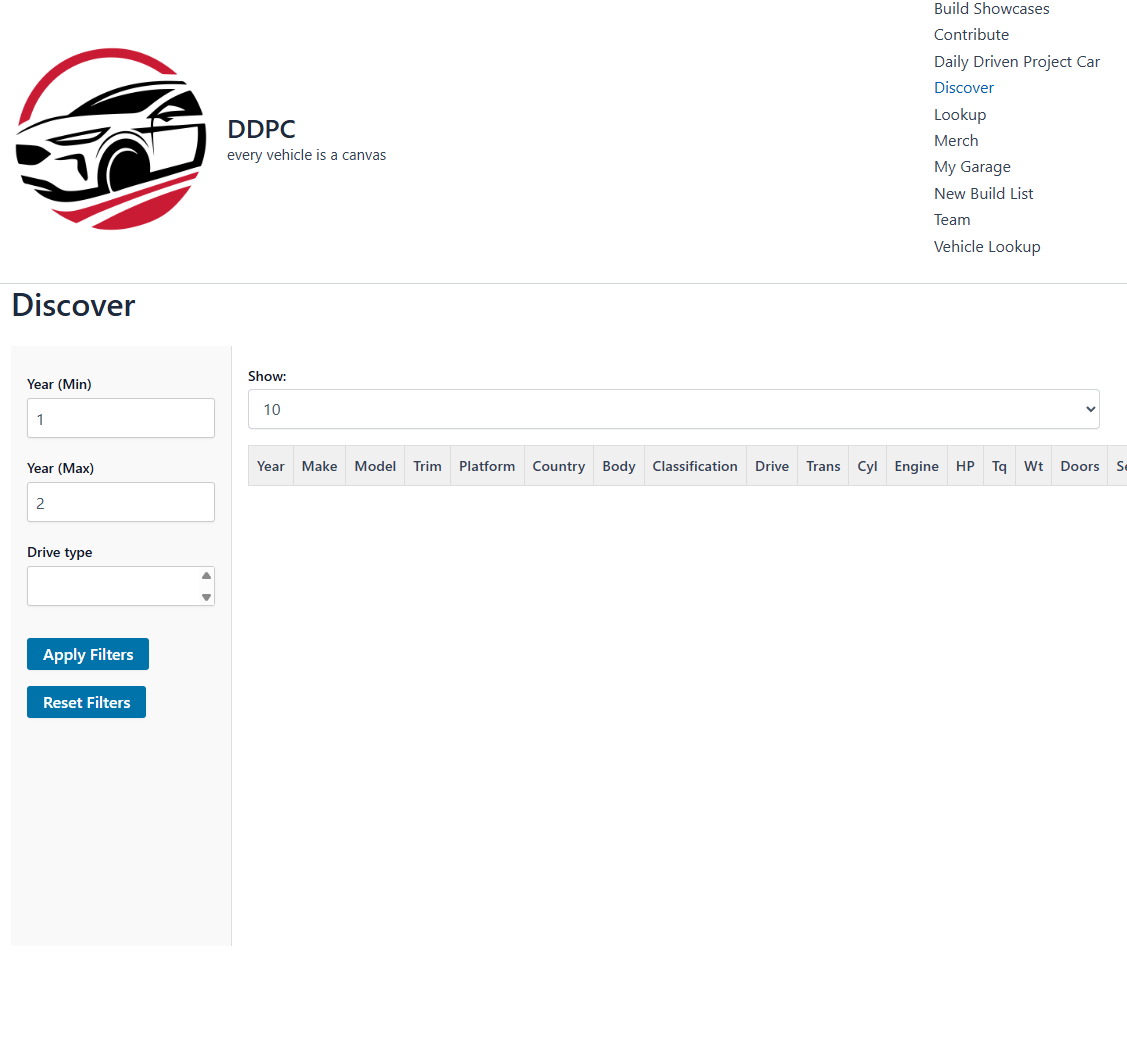 Build Showcases
Contribute
Daily Driven Project Car
Discover
Lookup
Merch
My Garage
New Build List
Team
Vehicle Lookup
DDPC
every vehicle is a canvas
Discover
Year (Min)
1
Year (Max)
2
Drive type
Apply Filters
Reset Filters
Show:
10
Year Make Model Trim Platform Country Body Classification Drive Trans Cyl Engine HP Tq Wt Doors